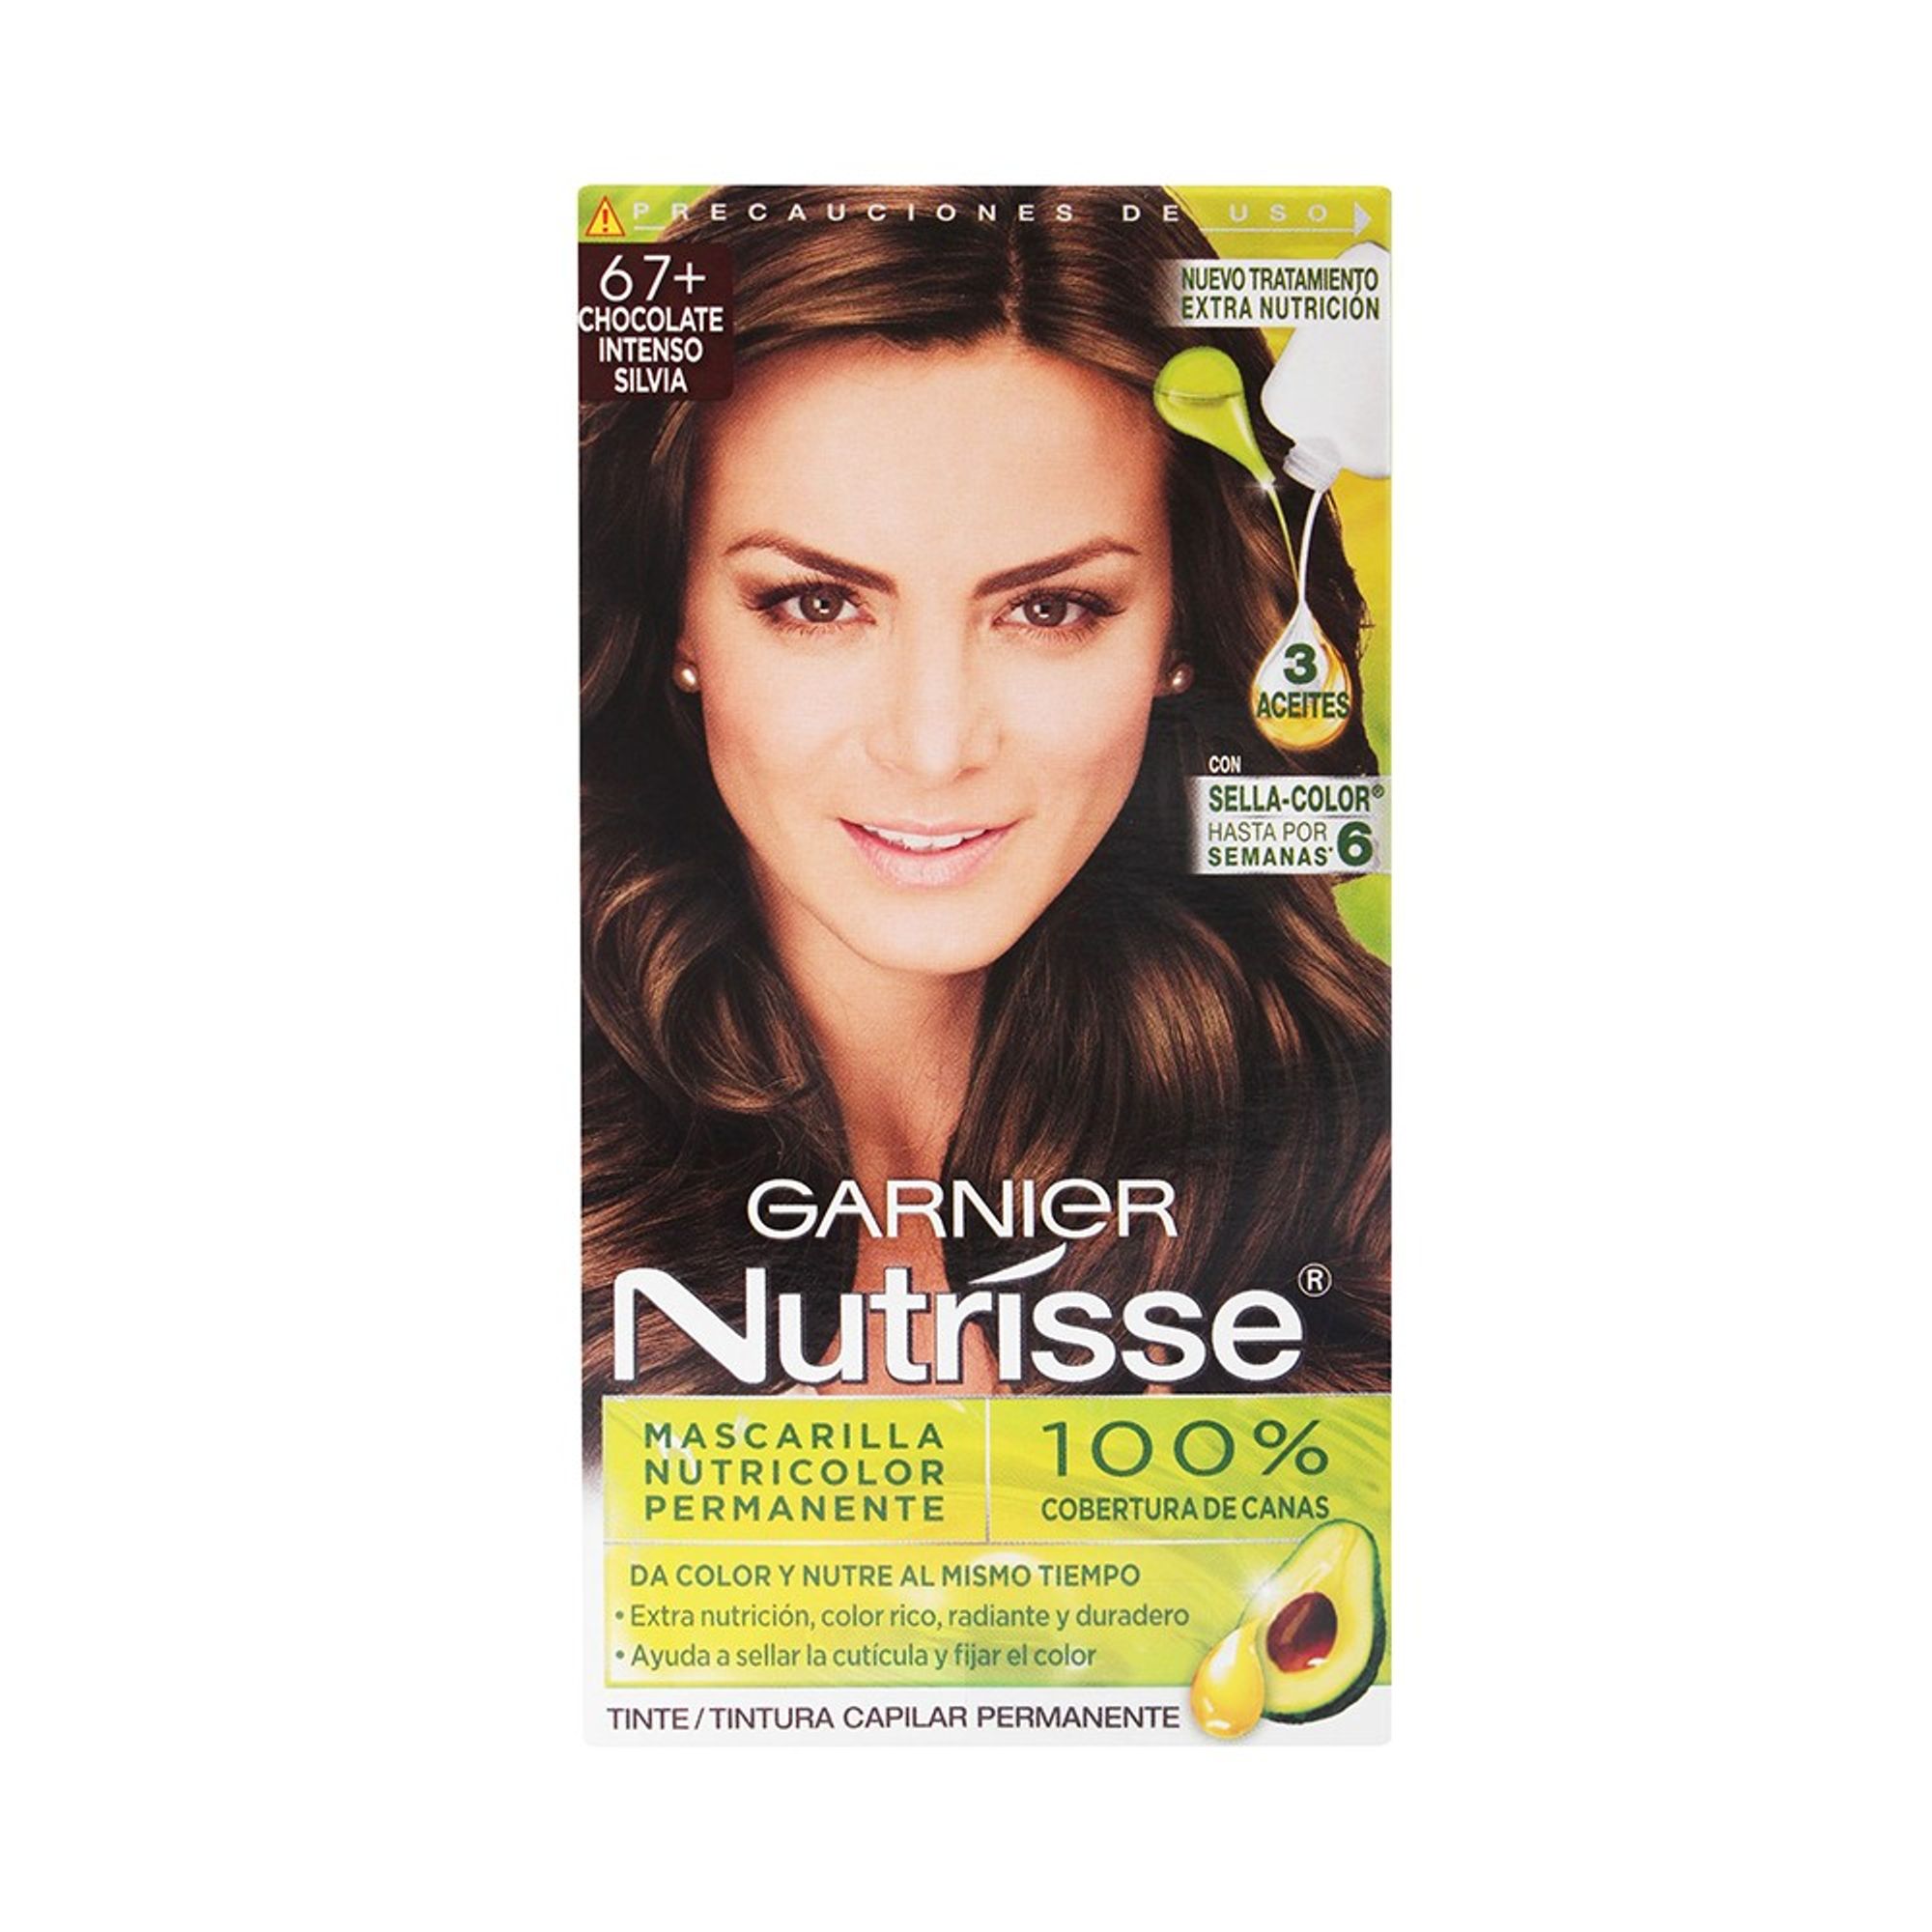 PRECAUCIONES DE USO
67+
CHOCOLATE
INTENSO
SILVIA
NUEVO TRATAMIENTO
EXTRA NUTRICIÓN
3
ACEITES
CON
SELLA-COLOR®
HASTA POR 6
SEMANAS*
GARNIER
Nutrisse®
MASCARILLA
NUTRICOLOR
PERMANENTE
100%
COBERTURA DE CANAS
DA COLOR Y NUTRE AL MISMO TIEMPO
• Extra nutrición, color rico, radiante y duradero
• Ayuda a sellar la cutícula y fijar el color
TINTE / TINTURA CAPILAR PERMANENTE